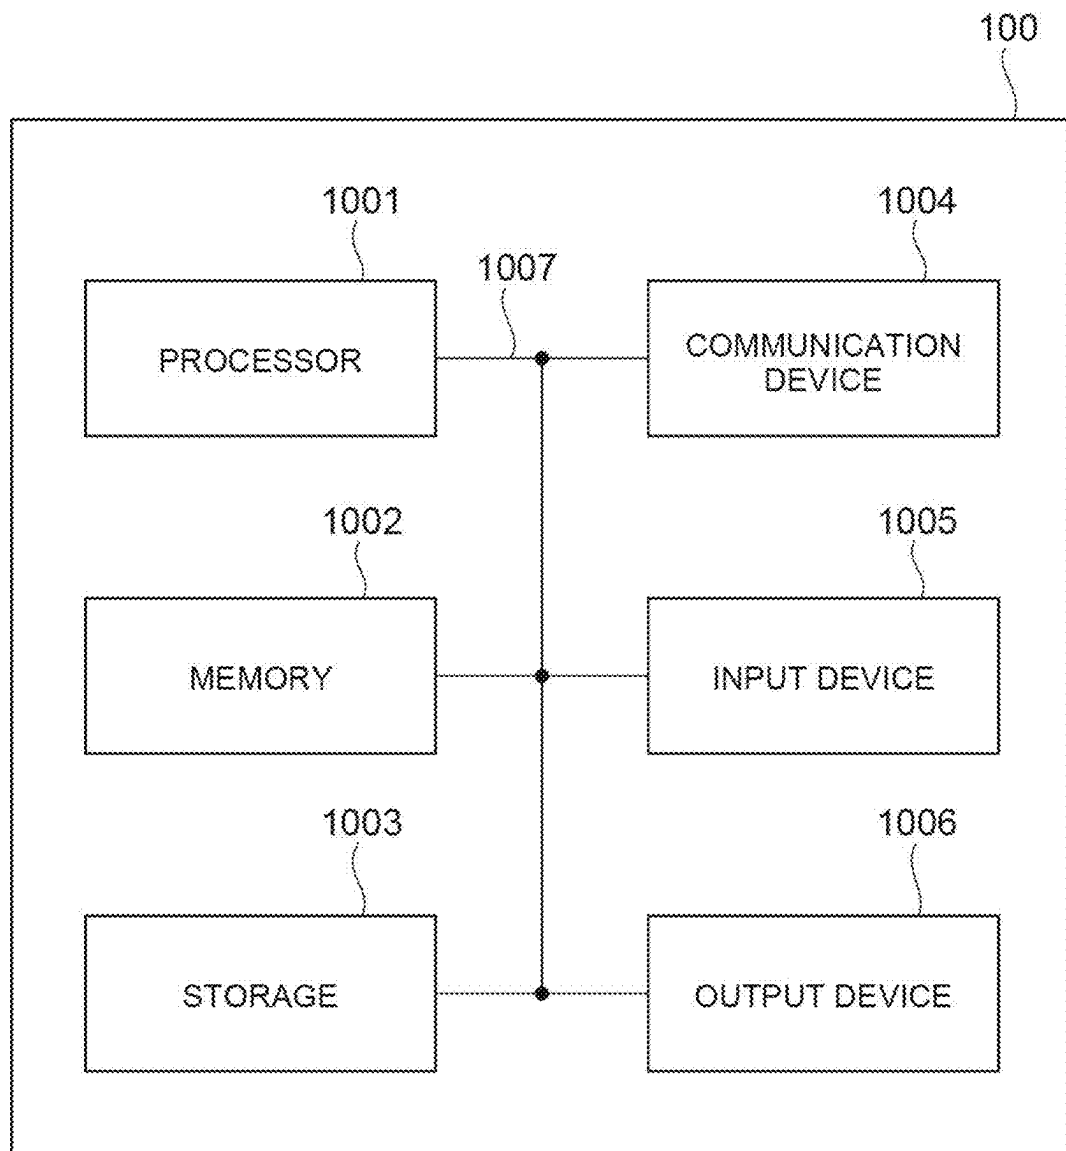 100
1001
1004
1007
PROCESSOR
COMMUNICATION
DEVICE
1002
1005
MEMORY
INPUT DEVICE
1003
1006
STORAGE
OUTPUT DEVICE